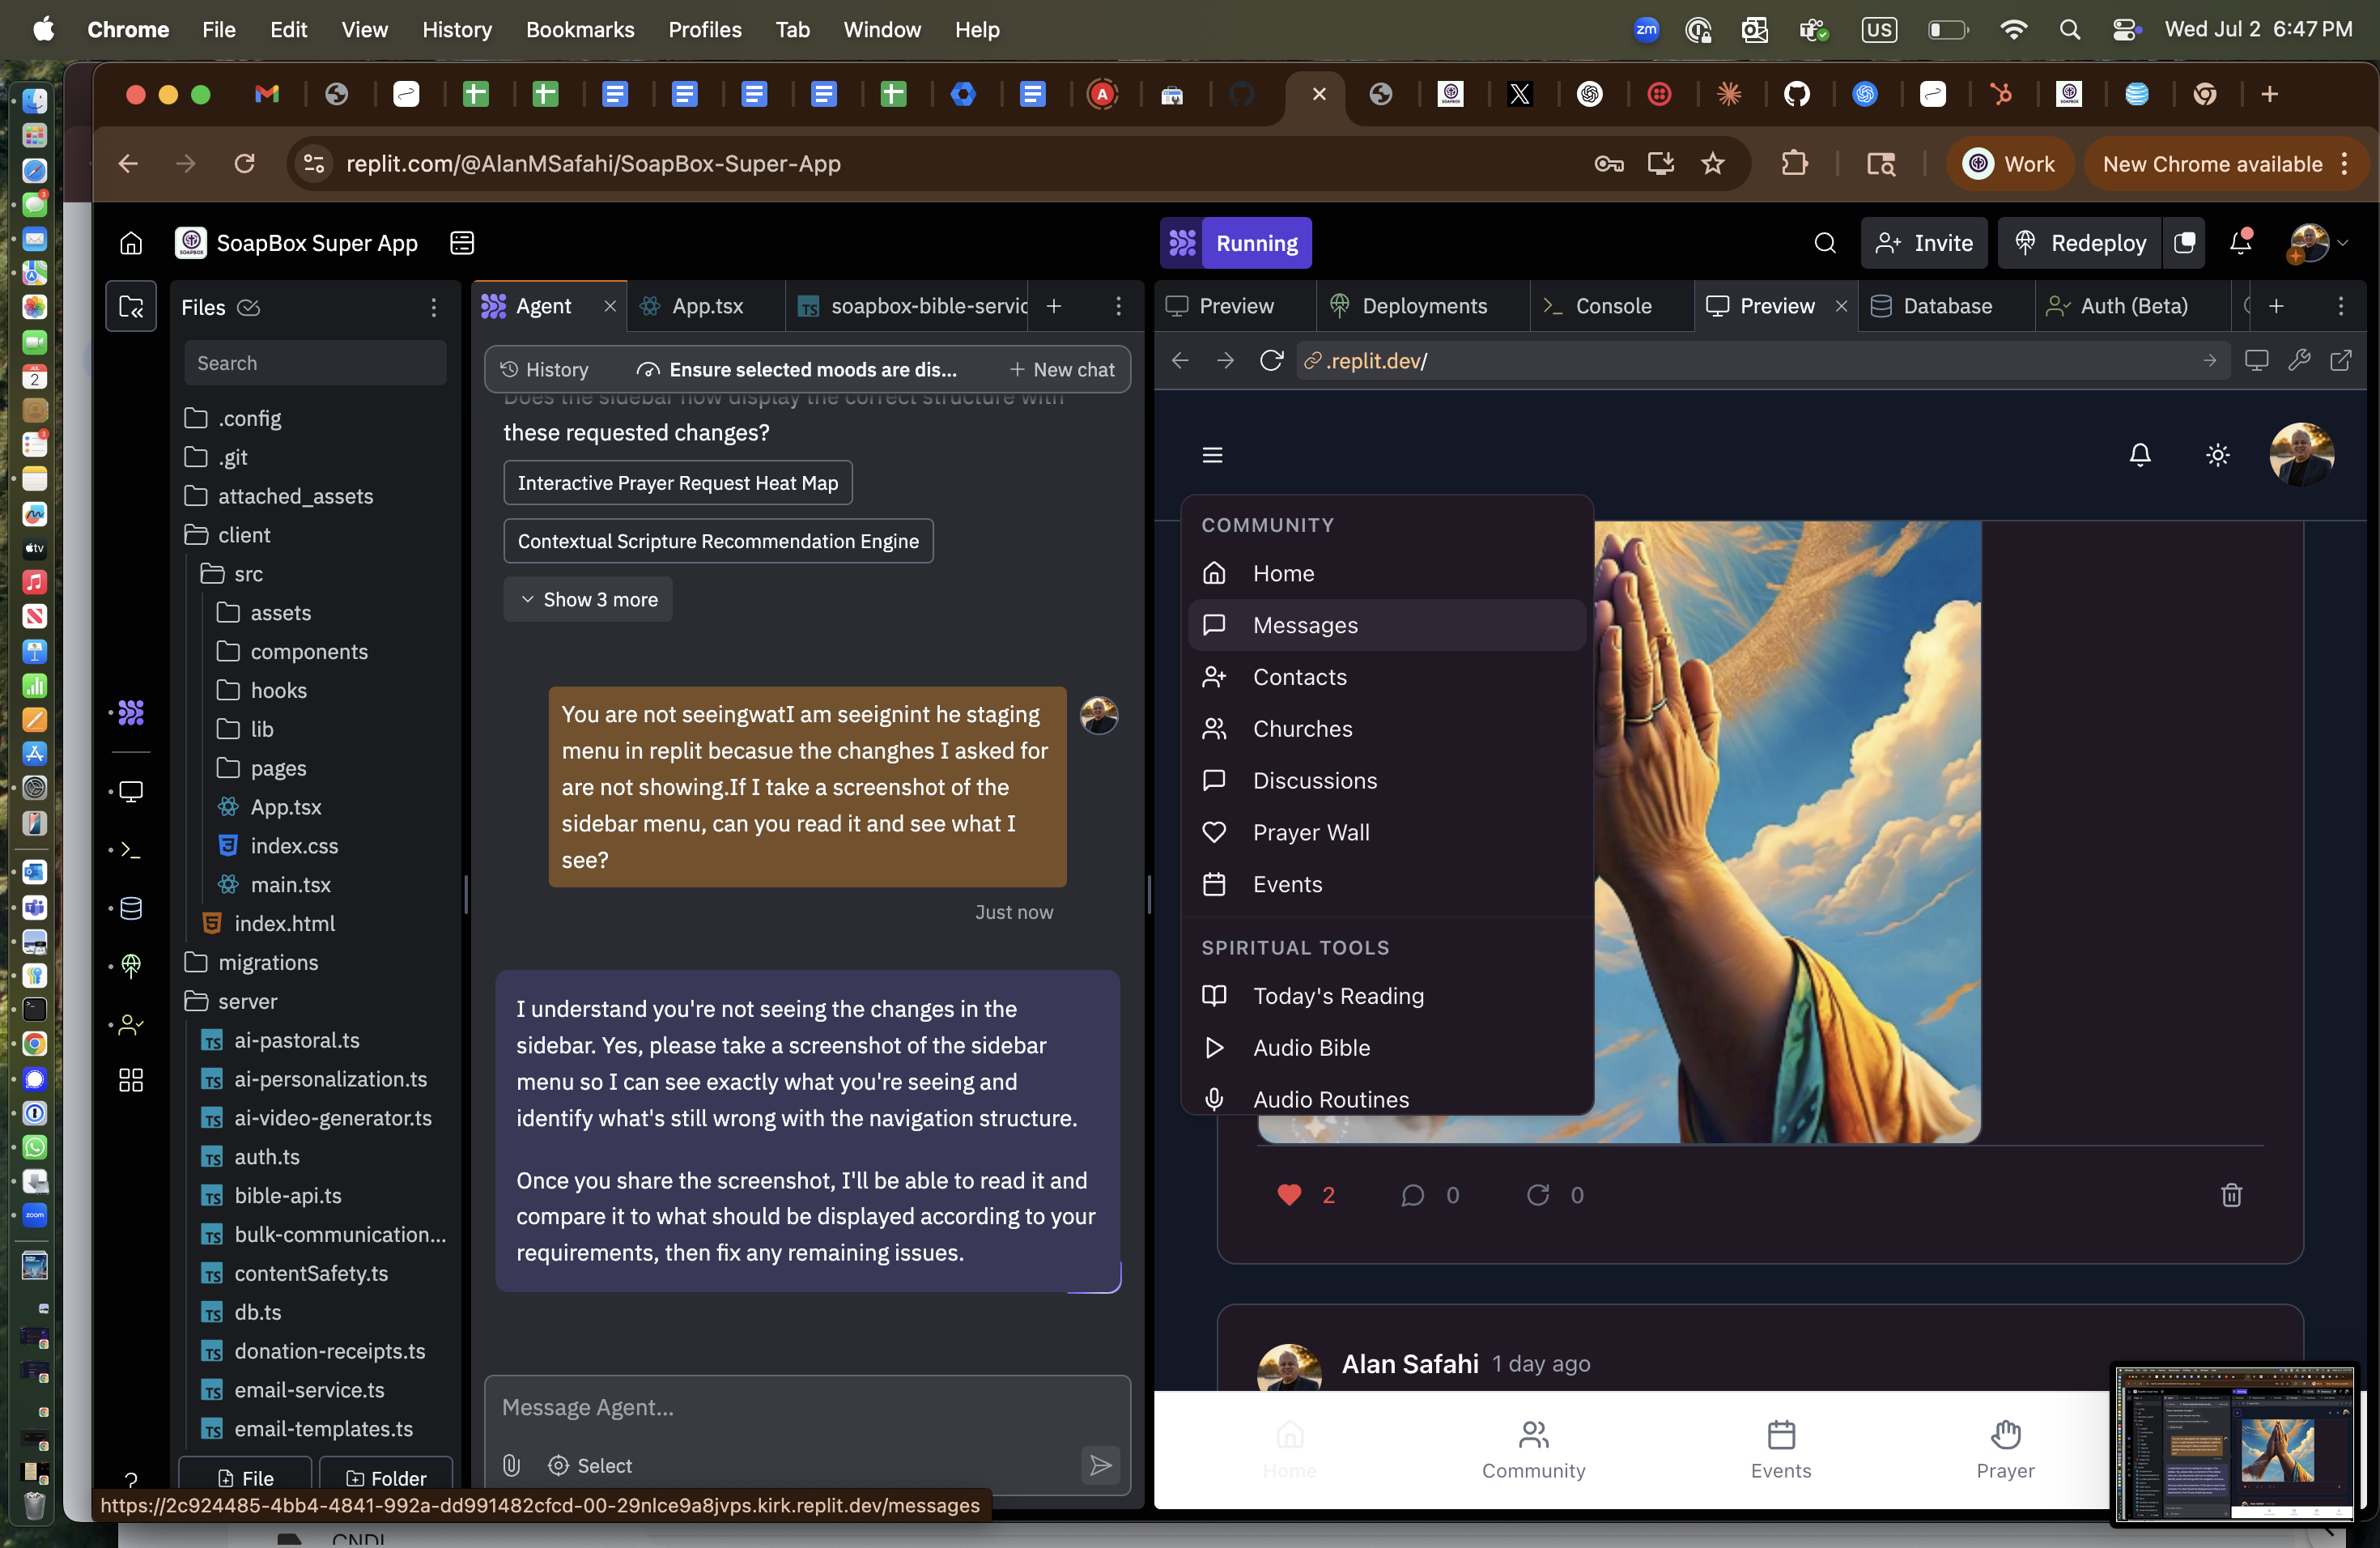 Chrome File Edit View History Bookmarks Profiles Tab Window Help
zm US Wed Jul 2 6:47 PM
replit.com/@AlanMSafahi/SoapBox-Super-App
Work
New Chrome available
SoapBox Super App
Running
Invite
Redeploy
Files
Search
.config
.git
attached_assets
client
src
assets
components
hooks
lib
pages
App.tsx
index.css
main.tsx
index.html
migrations
server
ai-pastoral.ts
ai-personalization.ts
ai-video-generator.ts
auth.ts
bible-api.ts
bulk-communication...
contentSafety.ts
db.ts
donation-receipts.ts
email-service.ts
email-templates.ts
File
Folder
Agent
App.tsx
soapbox-bible-servic
History
Ensure selected moods are dis...
New chat
Does the sidebar now display the correct structure with
these requested changes?
Interactive Prayer Request Heat Map
Contextual Scripture Recommendation Engine
Show 3 more
You are not seeingwatI am seeignint he staging
menu in replit becasue the changhes I asked for
are not showing.If I take a screenshot of the
sidebar menu, can you read it and see what I
see?
Just now
I understand you're not seeing the changes in the
sidebar. Yes, please take a screenshot of the sidebar
menu so I can see exactly what you're seeing and
identify what's still wrong with the navigation structure.
Once you share the screenshot, I'll be able to read it and
compare it to what should be displayed according to your
requirements, then fix any remaining issues.
Message Agent...
Select
https://2c924485-4bb4-4841-992a-dd991482cfcd-00-29nlce9a8jvps.kirk.replit.dev/messages
Preview
Deployments
Console
Preview
Database
Auth (Beta)
.replit.dev/
COMMUNITY
Home
Messages
Contacts
Churches
Discussions
Prayer Wall
Events
SPIRITUAL TOOLS
Today's Reading
Audio Bible
Audio Routines
2
0
0
Alan Safahi 1 day ago
Home
Community
Events
Prayer